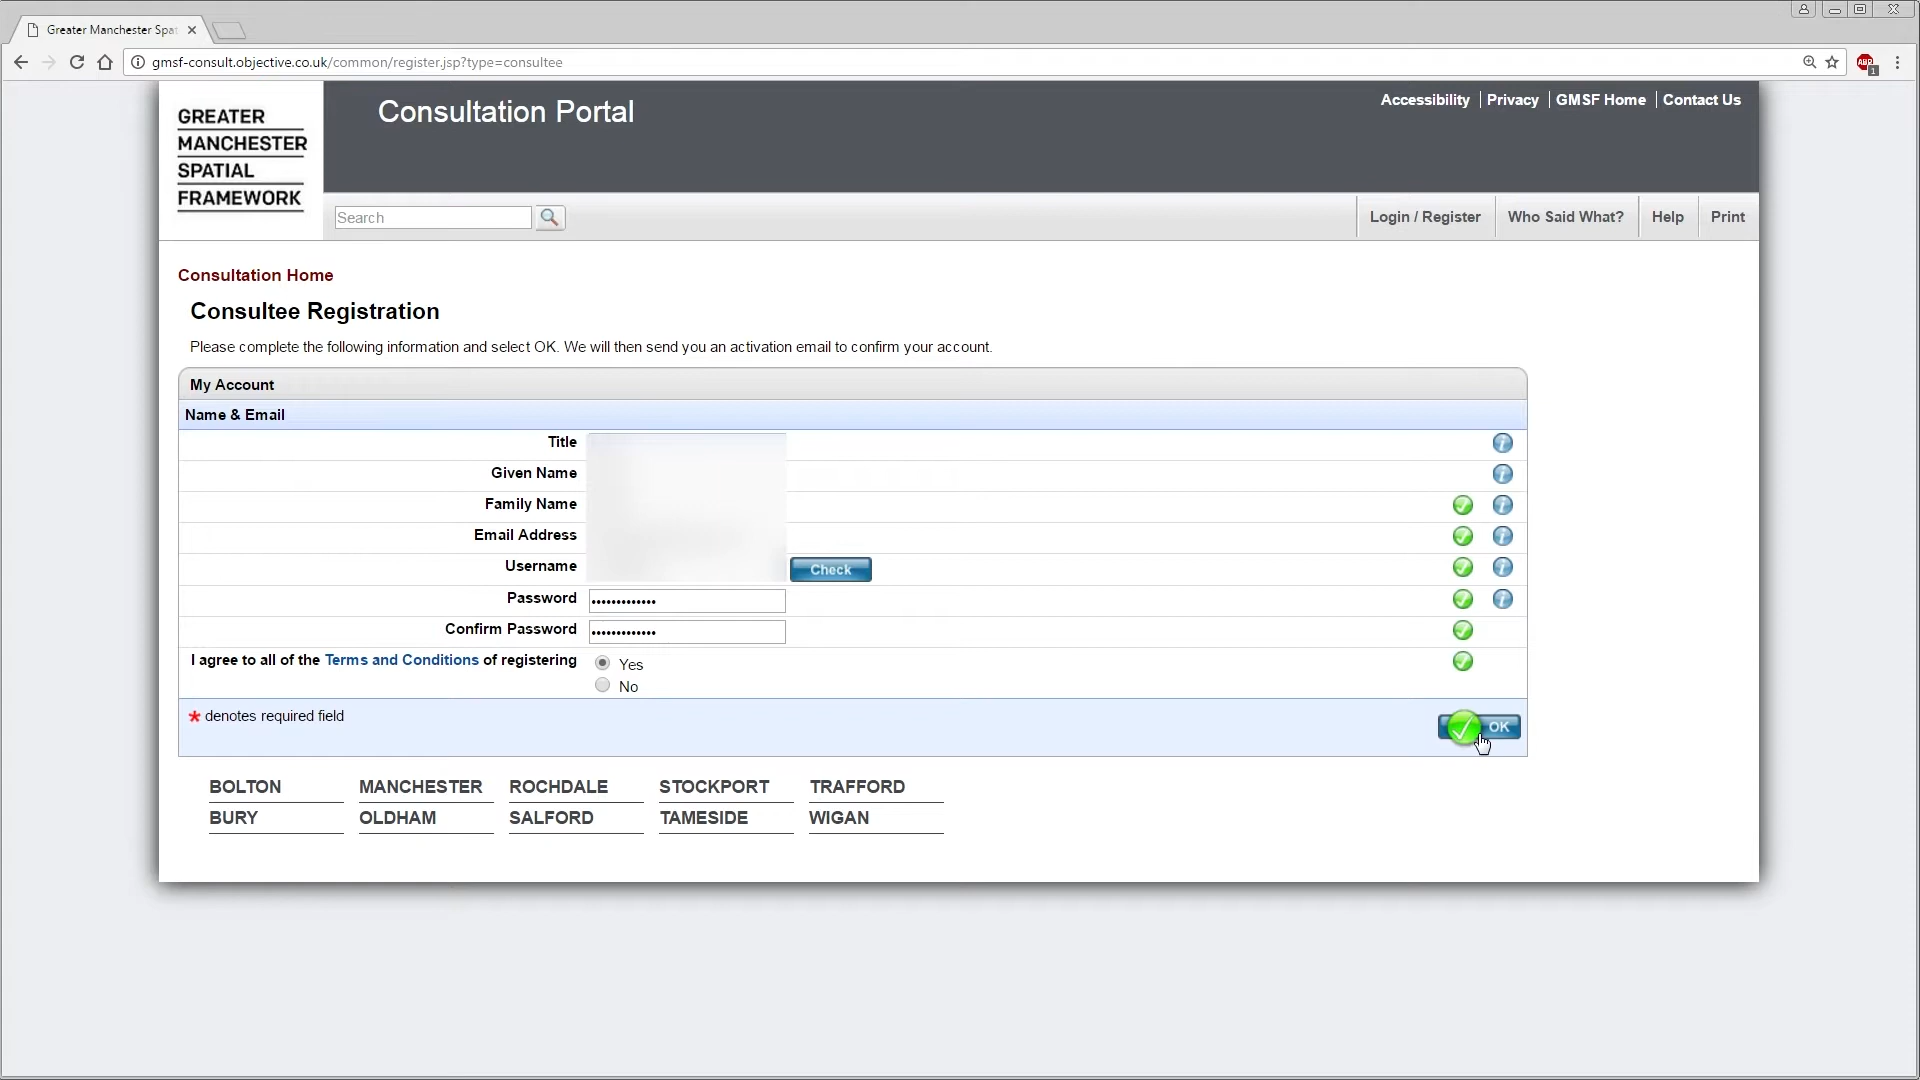 Greater Manchester Spat
gmsf-consult.objective.co.uk/common/register.jsp?type=consultee
ABP
1
GREATER
MANCHESTER
SPATIAL
FRAMEWORK
Consultation Portal
Accessibility Privacy GMSF Home Contact Us
Search
Login / Register Who Said What? Help Print
Consultation Home
Consultee Registration
Please complete the following information and select OK. We will then send you an activation email to confirm your account.
My Account
Name & Email
Title
Given Name
Family Name
Email Address
Username Check
Password •••••••••••••
Confirm Password •••••••••••••
I agree to all of the Terms and Conditions of registering Yes
No
* denotes required field
OK
BOLTON MANCHESTER ROCHDALE STOCKPORT TRAFFORD
BURY OLDHAM SALFORD TAMESIDE WIGAN